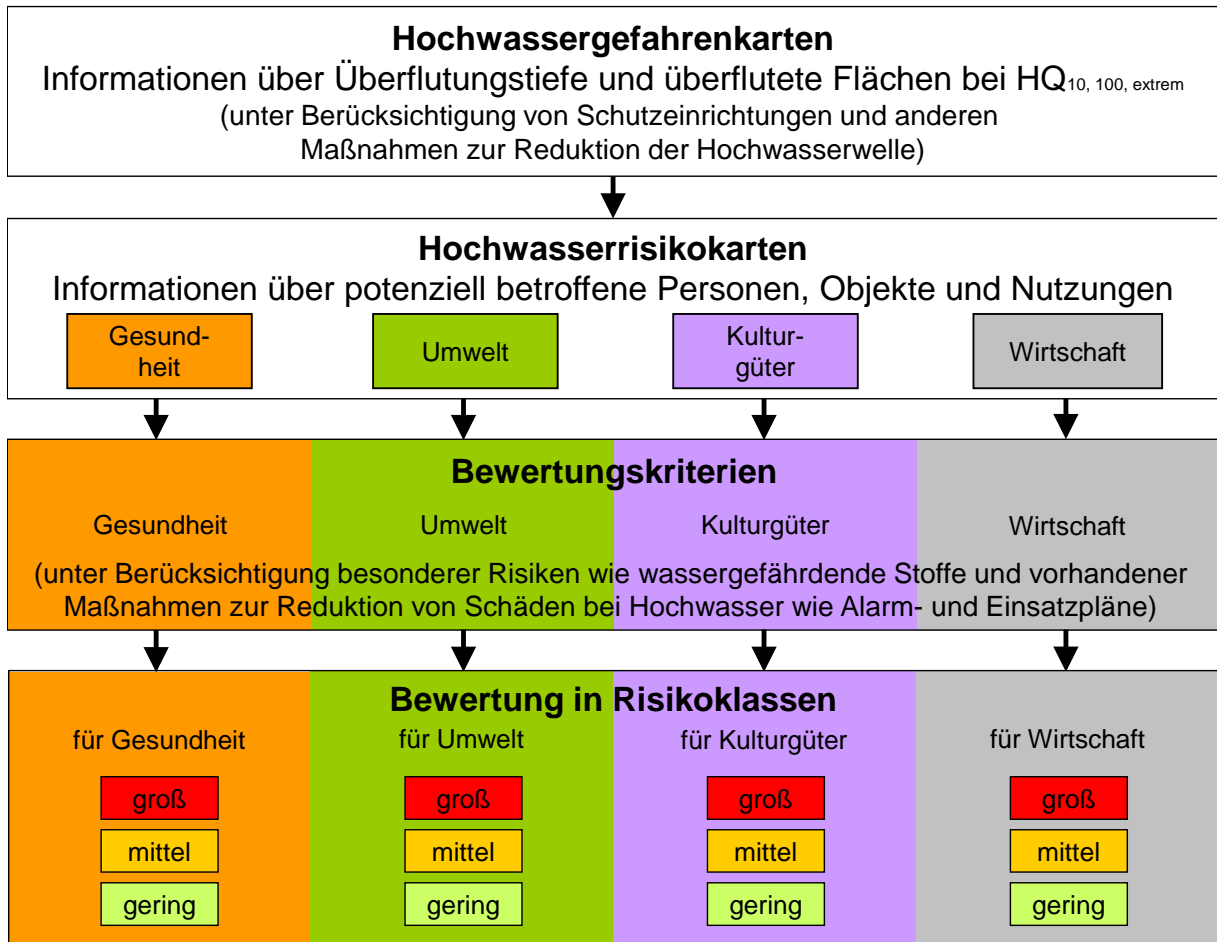 Hochwassergefahrenkarten
Informationen über Überflutungstiefe und überflutete Flächen bei HQ10, 100, extrem
(unter Berücksichtigung von Schutzeinrichtungen und anderen
Maßnahmen zur Reduktion der Hochwasserwelle)
Hochwasserrisikokarten
Informationen über potenziell betroffene Personen, Objekte und Nutzungen
Gesund-
heit
Umwelt
Kultur-
güter
Wirtschaft
Bewertungskriterien
Gesundheit
Umwelt
Kulturgüter
Wirtschaft
(unter Berücksichtigung besonderer Risiken wie wassergefährdende Stoffe und vorhandener
Maßnahmen zur Reduktion von Schäden bei Hochwasser wie Alarm- und Einsatzpläne)
Bewertung in Risikoklassen
für Gesundheit
für Umwelt
für Kulturgüter
für Wirtschaft
groß
groß
groß
groß
mittel
mittel
mittel
mittel
gering
gering
gering
gering